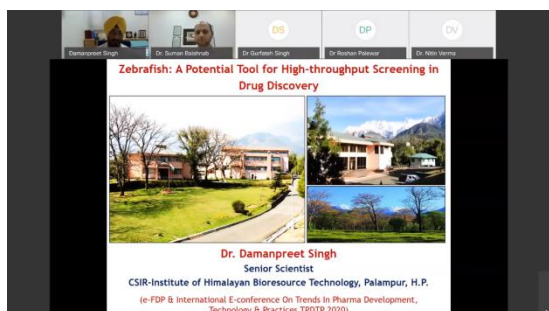 DS
DP
DV
Damanpreet Singh
Dr. Suman Baishnab
Dr Gurfateh Singh
Dr Roshan Palewar
Dr. Nitin Verma
Zebrafish: A Potential Tool for High-throughput Screening in
Drug Discovery
Dr. Damanpreet Singh
Senior Scientist
CSIR-Institute of Himalayan Bioresource Technology, Palampur, H.P.
(e-FDP & International E-conference On Trends In Pharma Development,
Technology & Practices TPDTP 2020)